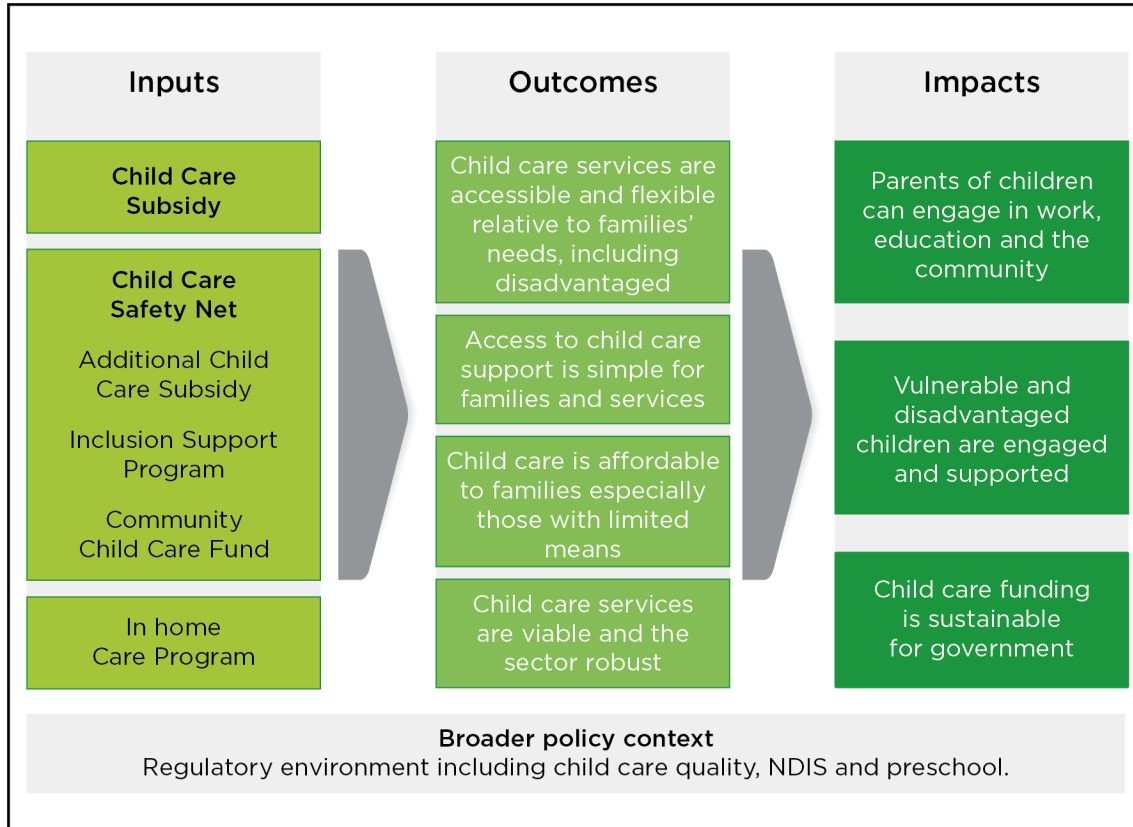 Inputs
Child Care
Subsidy
Child Care
Safety Net
Additional Child
Care Subsidy
Inclusion Support
Program
Community
Child Care Fund
In home
Care Program
Outcomes
Child care services are
accessible and flexible
relative to families’
needs, including
disadvantaged
Access to child care
support is simple for
families and services
Child care is affordable
to families especially
those with limited
means
Child care services
are viable and the
sector robust
Impacts
Parents of children
can engage in work,
education and the
community
Vulnerable and
disadvantaged
children are engaged
and supported
Child care funding
is sustainable
for government
Broader policy context
Regulatory environment including child care quality, NDIS and preschool.